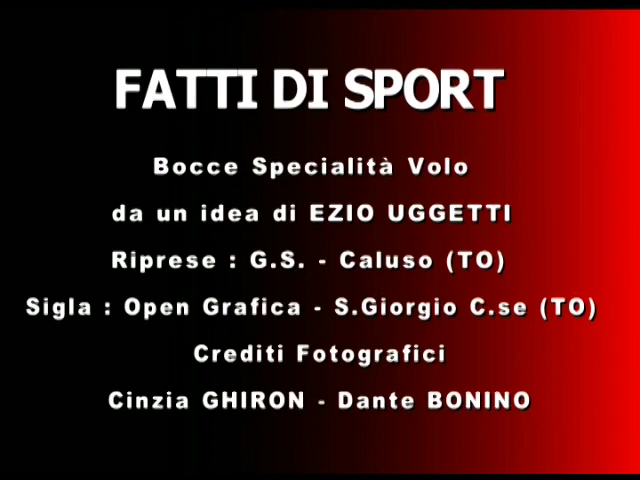 FATTI DI SPORT
Bocce Specialità Volo
da un idea di EZIO UGGETTI
Riprese : G.S. - Caluso (TO)
Sigla : Open Grafica - S.Giorgio C.se (TO)
Crediti Fotografici
Cinzia GHIRON - Dante BONINO